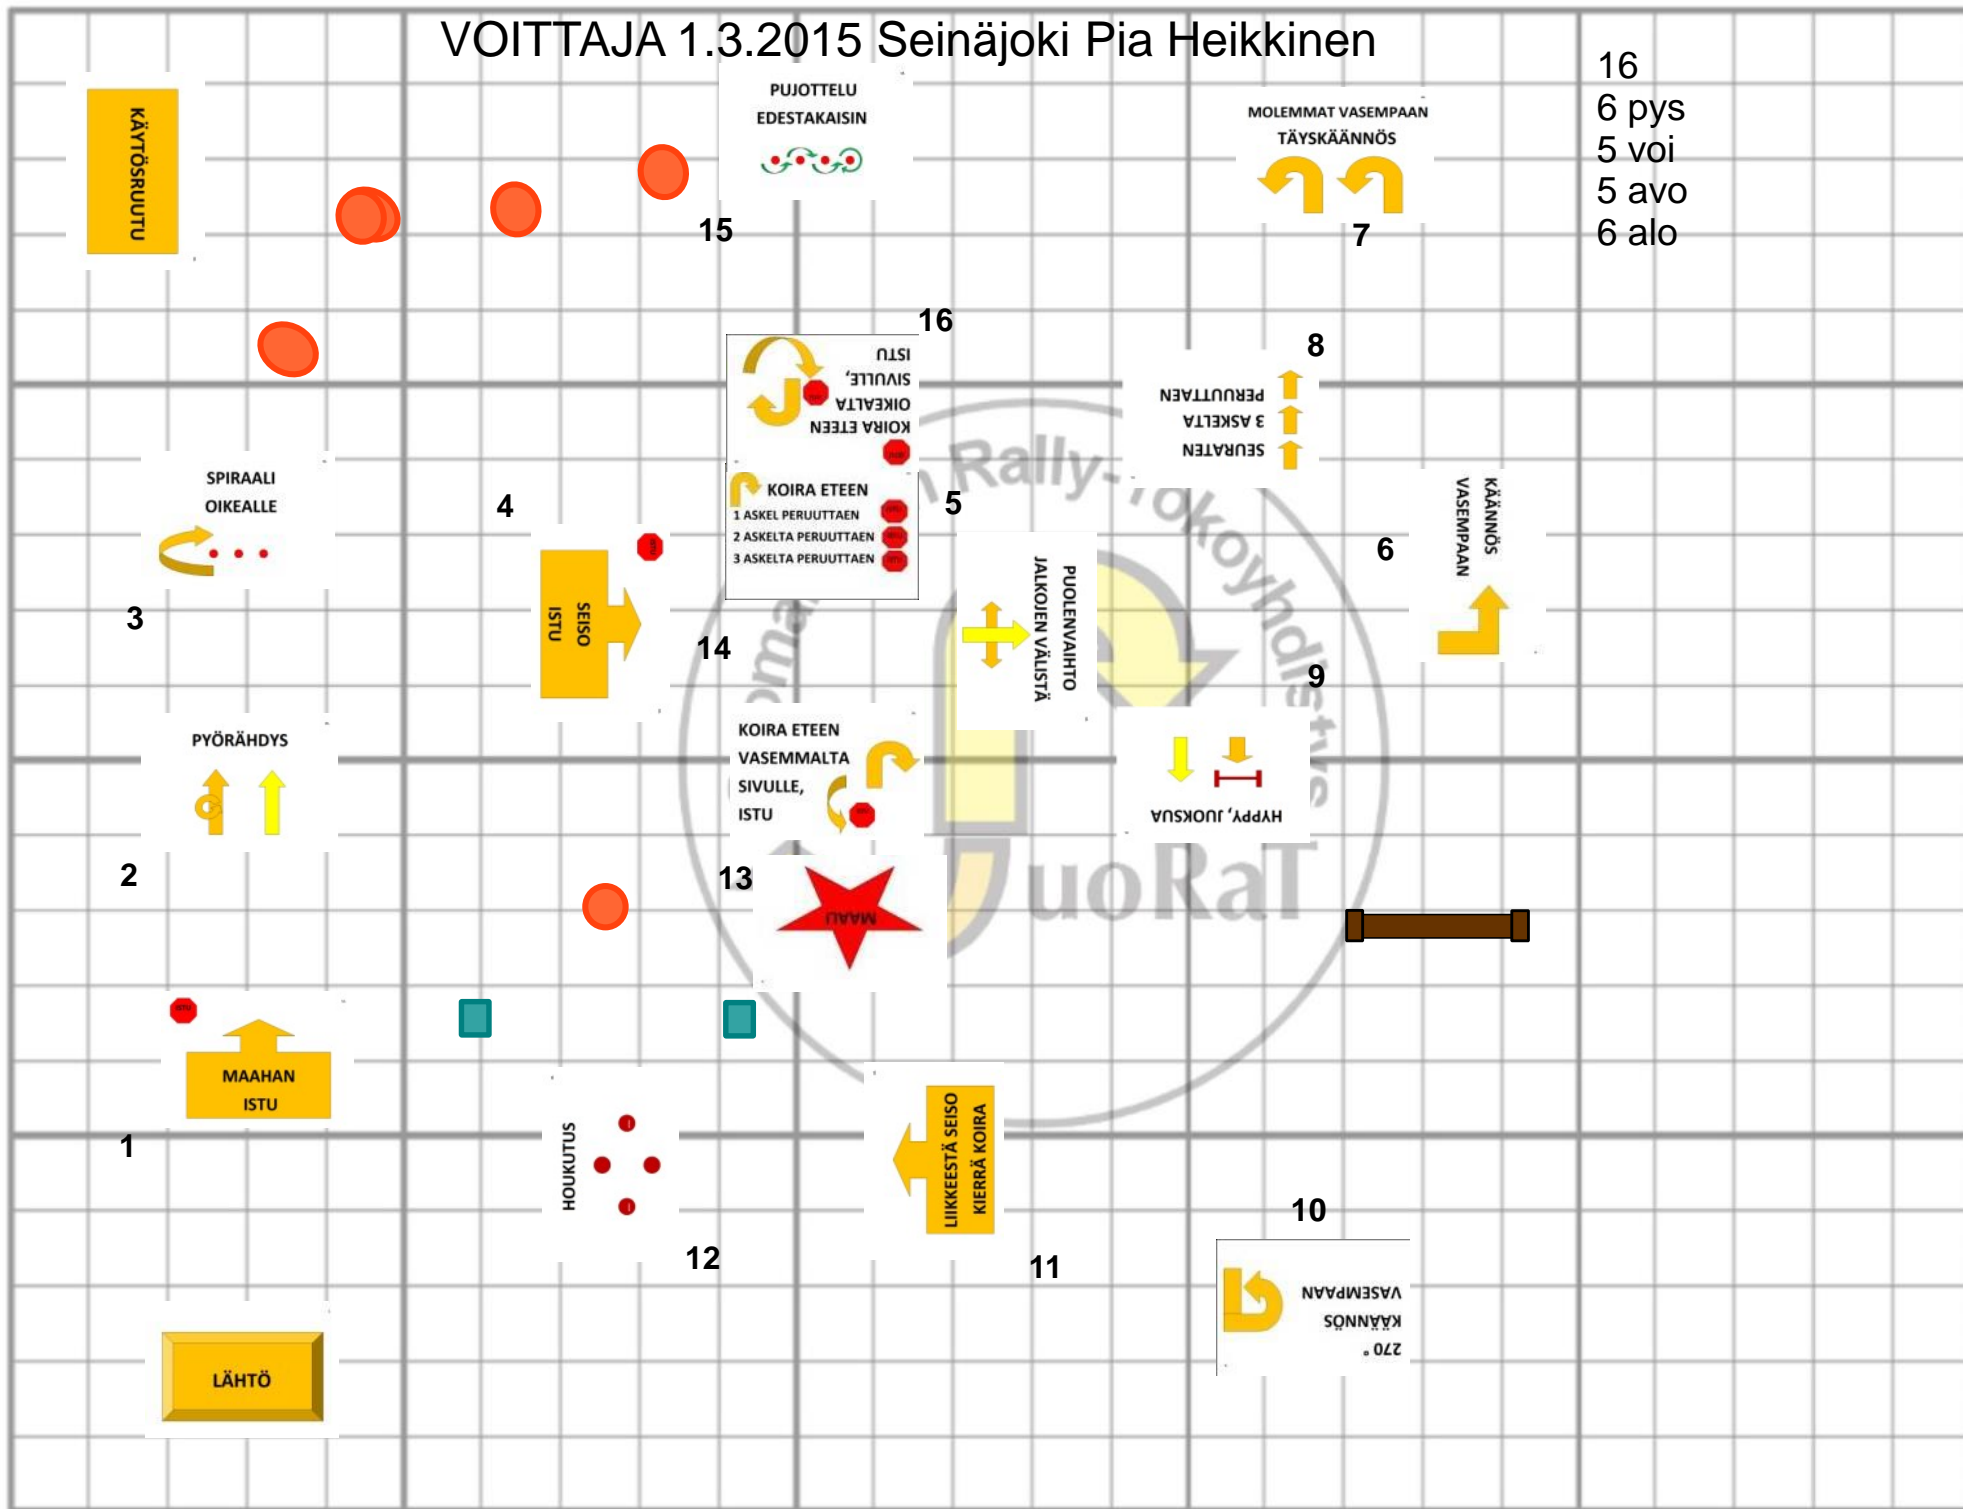 VOITTAJA 1.3.2015 Seinäjoki Pia Heikkinen
16
6 pys
5 voi
5 avo
6 alo
KÄYTÖSRUUTU
PUJOTTELU
EDESTAKAISIN
15
MOLEMMAT VASEMPAAN
TÄYSKÄÄNNÖS
7
16
KOIRA ETEEN
OIKEALTA
SIVULLE,
ISTU
8
SEURATEN
3 ASKELTA
PERUUTTAEN
SPIRAALI
OIKEALLE
3
4
SEISO
ISTU
KOIRA ETEEN
1 ASKEL PERUUTTAEN
2 ASKELTA PERUUTTAEN
3 ASKELTA PERUUTTAEN
14
5
PUOLENVAIHTO
JALKOJEN VÄLISTÄ
6
KÄÄNNÖS
VASEMPAAN
9
HYPPY, JUOKSUA
PYÖRÄHDYS
2
KOIRA ETEEN
VASEMMALTA
SIVULLE,
ISTU
13
MAALI
n Rally-Tokoyhdistys
uoRaT
MAAHAN
ISTU
1
HOUKUTUS
12
LIIKKEESTÄ SEISO
KIERRÄ KOIRA
11
10
270°
KÄÄNNÖS
VASEMPAAN
LÄHTÖ